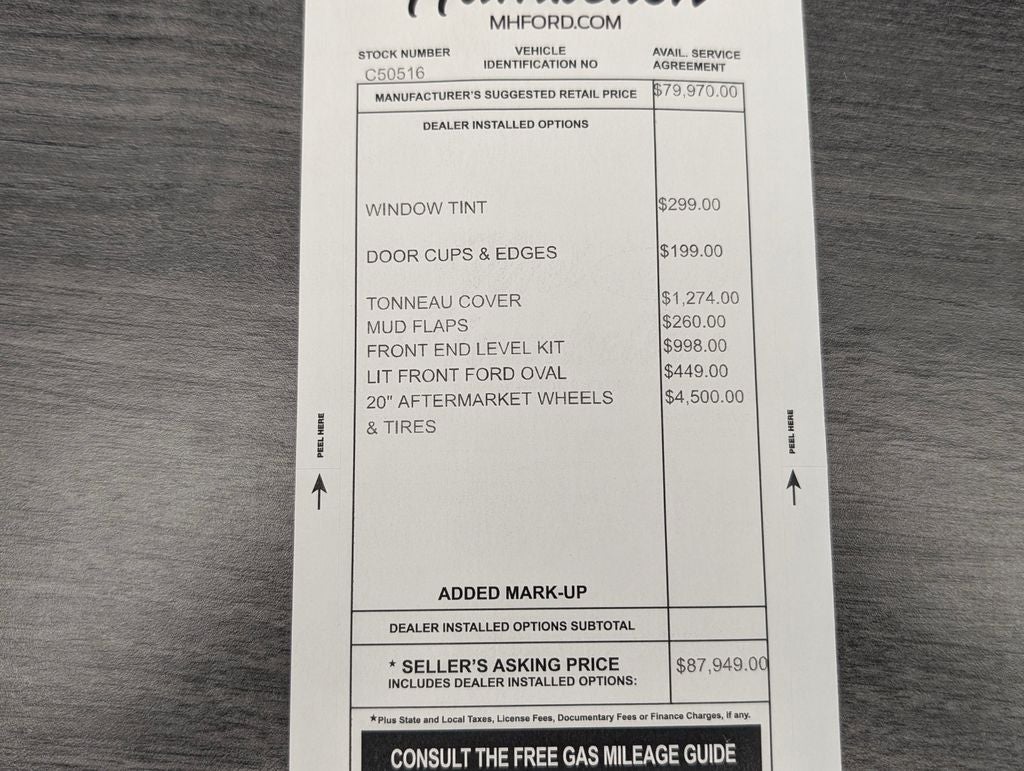 MHFORD.COM
STOCK NUMBER
C50516
VEHICLE
IDENTIFICATION NO
AVAIL. SERVICE
AGREEMENT
MANUFACTURER'S SUGGESTED RETAIL PRICE $79,970.00
DEALER INSTALLED OPTIONS
WINDOW TINT $299.00
DOOR CUPS & EDGES $199.00
TONNEAU COVER $1,274.00
MUD FLAPS $260.00
FRONT END LEVEL KIT $998.00
LIT FRONT FORD OVAL $449.00
20" AFTERMARKET WHEELS $4,500.00
& TIRES
PEEL HERE
PEEL HERE
ADDED MARK-UP
DEALER INSTALLED OPTIONS SUBTOTAL
* SELLER'S ASKING PRICE $87,949.00
INCLUDES DEALER INSTALLED OPTIONS:
*Plus State and Local Taxes, License Fees, Documentary Fees or Finance Charges, if any.
CONSULT THE FREE GAS MILEAGE GUIDE